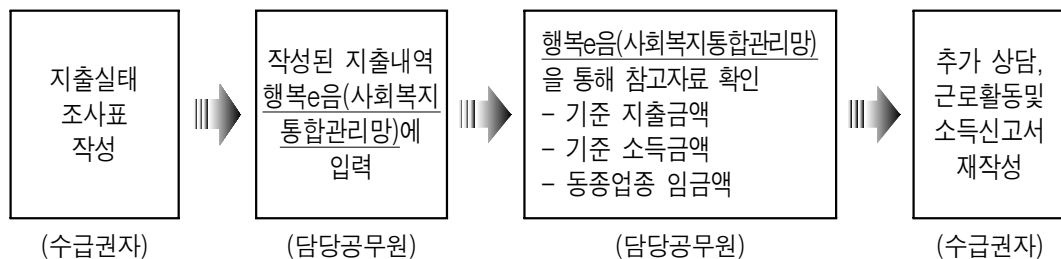 지출실태
조사표
작성
(수급권자)
작성된 지출내역
행복e음(사회복지
통합관리망)에
입력
(담당공무원)
행복e음(사회복지통합관리망)
을 통해 참고자료 확인
- 기준 지출금액
- 기준 소득금액
- 동종업종 임금액
(담당공무원)
추가 상담,
근로활동및
소득신고서
재작성
(수급권자)